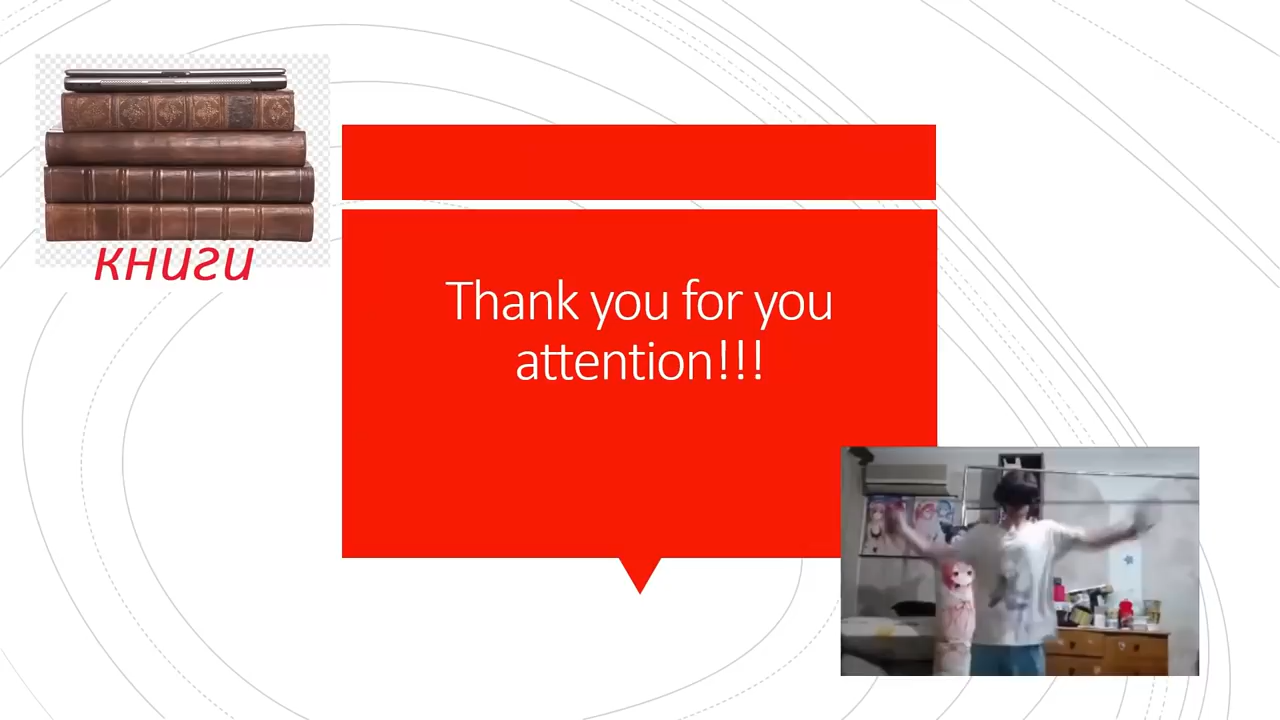 книги
Thank you for you
attention!!!